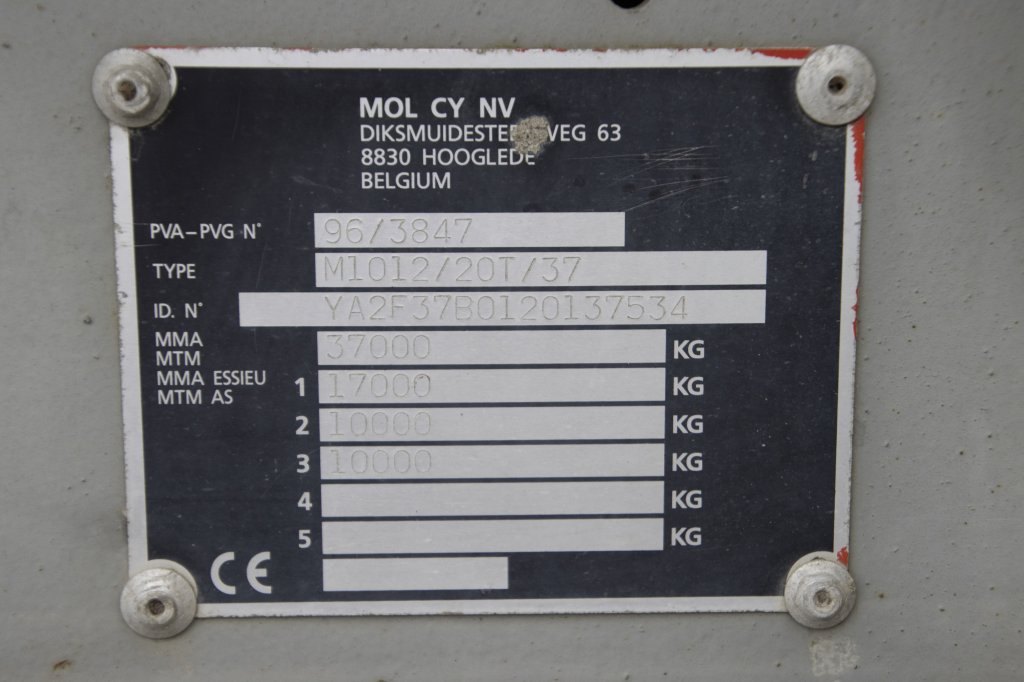 MOL CY NV
63
8830 HOOGLEDE
BELGIUM
PVA-PVG N° 96/3847
TYPE M1012/20T/37
ID. N° YA2F37B0120137534
MMA
MTM 37000 KG
MMA ESSIEU
MTM AS 1 17000 KG
2 10000 KG
3 10000 KG
4 KG
5 KG
CE